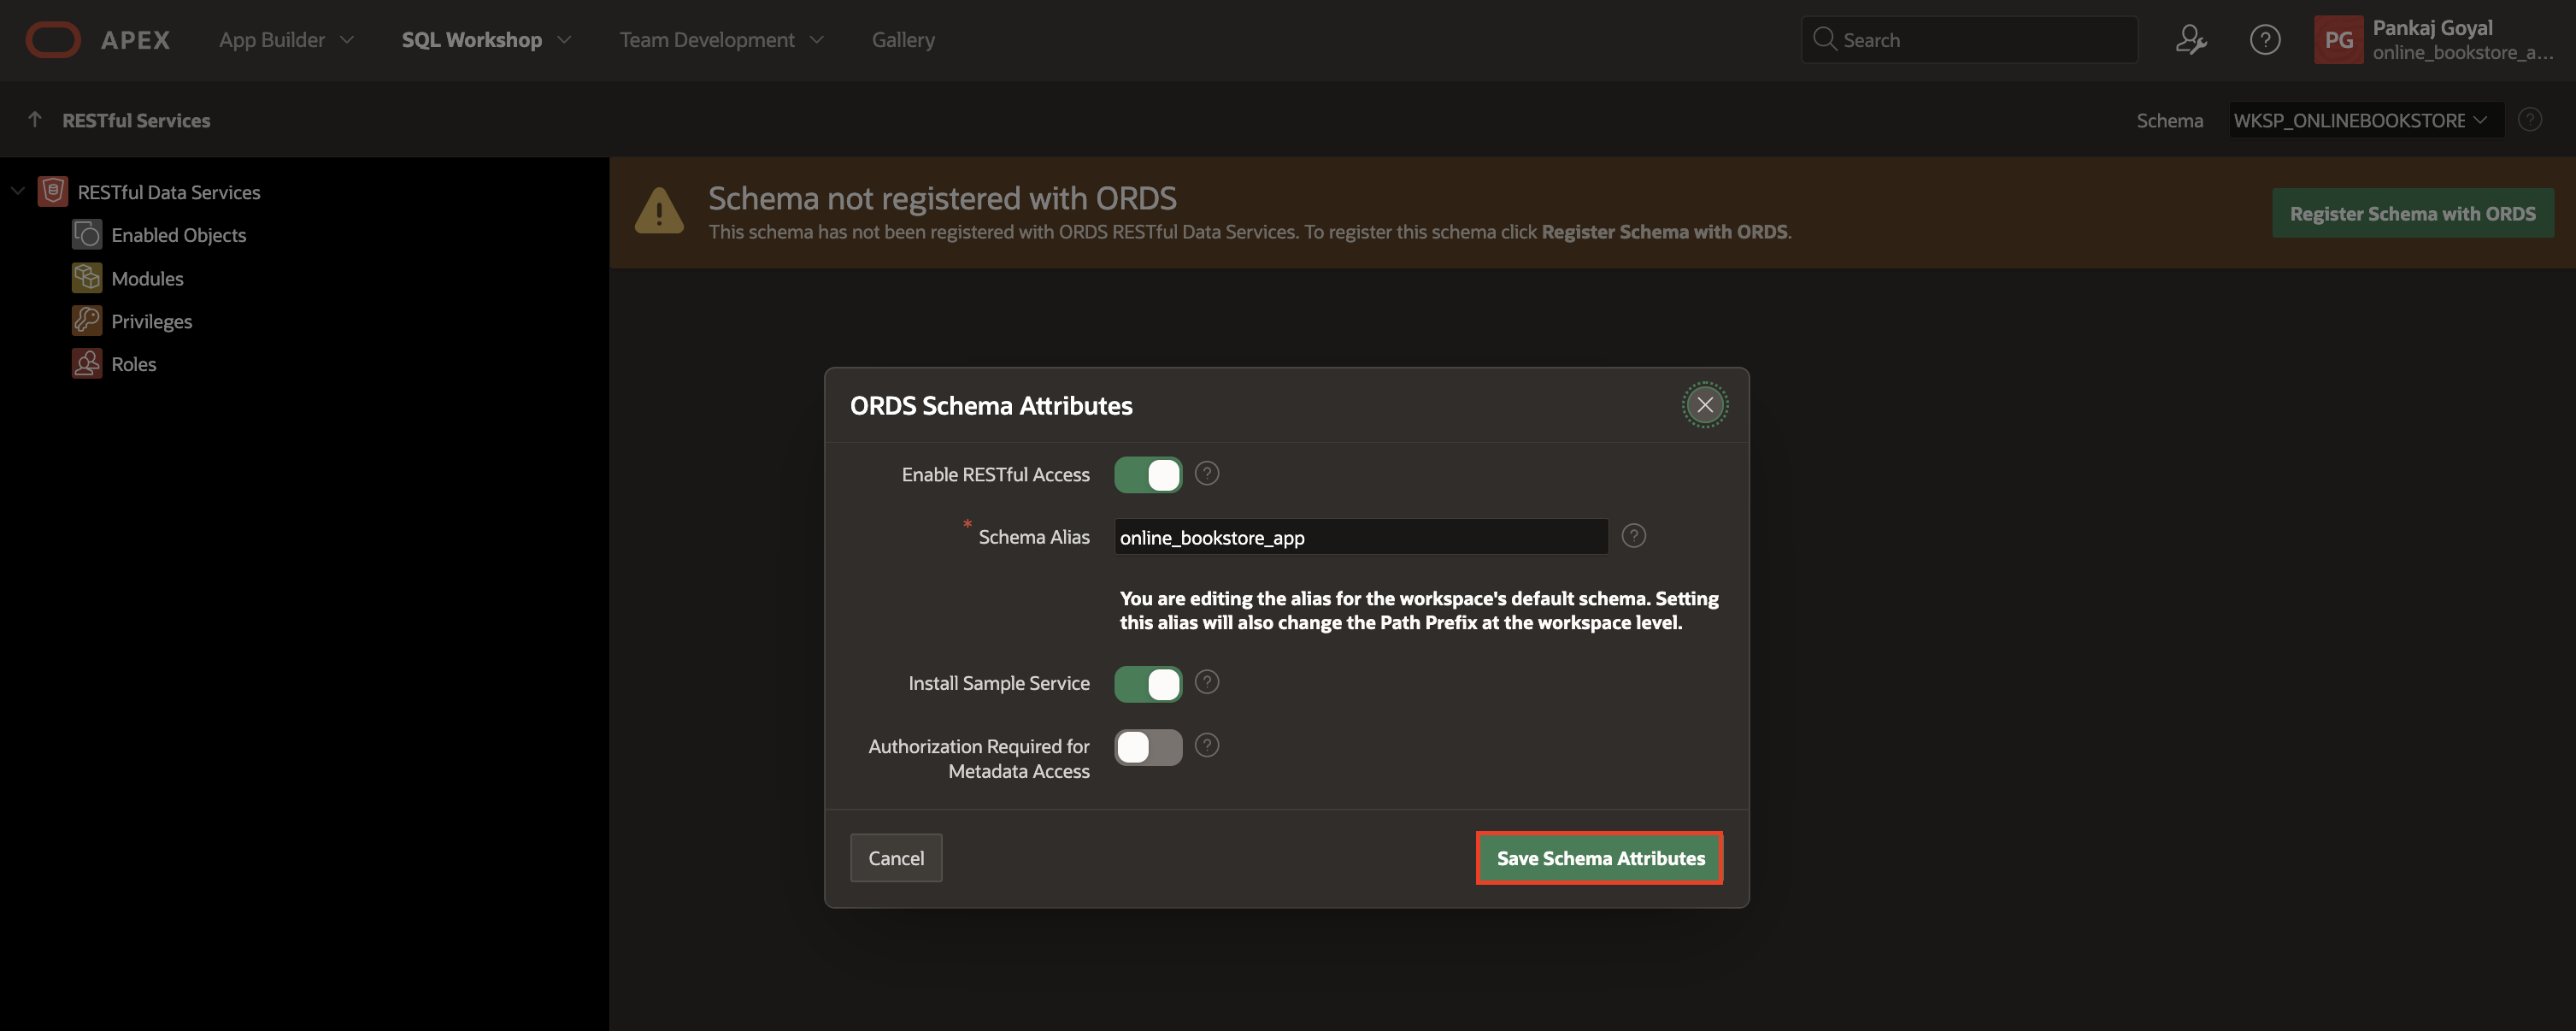 APEX
App Builder
SQL Workshop
Team Development
Gallery
Search
PG
Pankaj Goyal
online_bookstore_a...
RESTful Services
Schema
WKSP_ONLINEBOOKSTORE
RESTful Data Services
Enabled Objects
Modules
Privileges
Roles
Schema not registered with ORDS
This schema has not been registered with ORDS RESTful Data Services. To register this schema click Register Schema with ORDS.
Register Schema with ORDS
ORDS Schema Attributes
Enable RESTful Access
* Schema Alias
online_bookstore_app
You are editing the alias for the workspace's default schema. Setting
this alias will also change the Path Prefix at the workspace level.
Install Sample Service
Authorization Required for
Metadata Access
Cancel
Save Schema Attributes